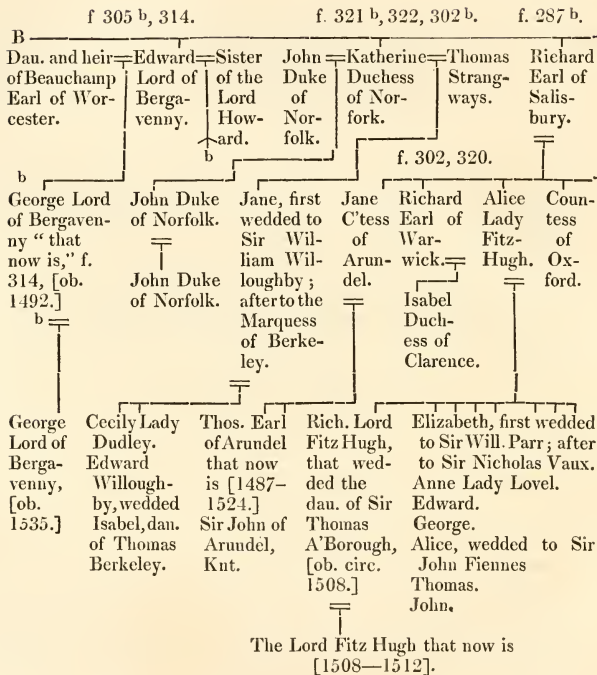 f 305 b, 314. f. 321 b, 322, 302 b. f. 287 b.
B
Dau. and heir
of Beauchamp
Earl of Wor-
cester.
Edward
Lord of
Berga-
venny.
Sister
of the
Lord
How-
ard.
b
John
Duke
of
Nor-
folk.
Katherine
Duchess
of Nor-
fork.
Thomas
Strang-
ways.
Richard
Earl of
Salis-
bury.
f. 302, 320.
b
George Lord
of Bergaven-
ny “ that
now is,” f.
314, [ob.
1492.]
b
John Duke
of Norfolk.
John Duke
of Norfolk.
Jane, first
wedded to
Sir Wil-
liam Wil-
loughby ;
after to the
Marquess
of Berke-
ley.
Jane
C'tess
of
Arun-
del.
Richard
Earl of
War-
wick.
Isabel
Duch-
ess of
Clarence.
Alice
Lady
Fitz-
Hugh.
Coun-
tess
of
Ox-
ford.
George
Lord of
Berga-
venny,
[ob.
1535.]
Cecily Lady
Dudley.
Edward
Willough-
by, wedded
Isabel, dau.
of Thomas
Berkeley.
Thos. Earl
of Arundel
that now
is [1487–
1524.]
Sir John of
Arundel,
Knt.
Rich. Lord
Fitz Hugh,
that wed-
ded the
dau. of Sir
Thomas
A'Borough,
[ob. circ.
1508.]
Elizabeth, first wedded
to Sir Will. Parr; after
to Sir Nicholas Vaux.
Anne Lady Lovel.
Edward.
George.
Alice, wedded to Sir
John Fiennes
Thomas.
John.
The Lord Fitz Hugh that now is
[1508—1512].